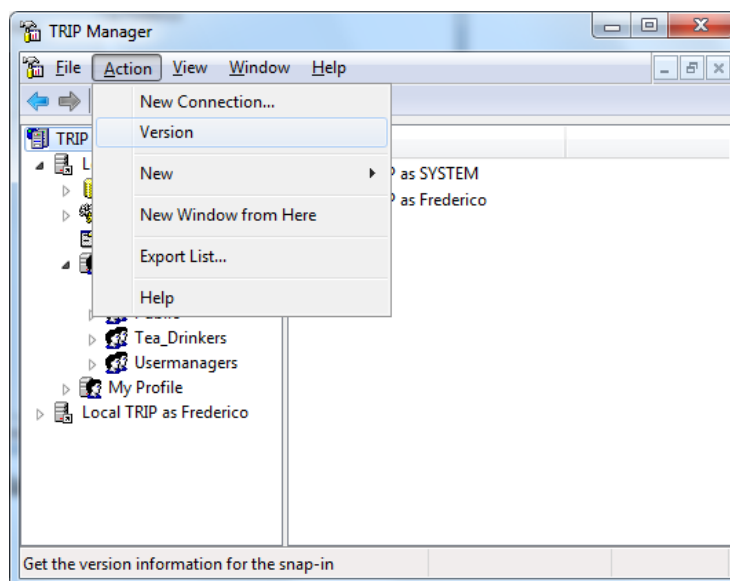 TRIP Manager
File Action View Window Help
New Connection...
Version
New
New Window from Here
Export List...
Help
TRIP
as SYSTEM
as Frederico
Tea_Drinkers
Usermanagers
My Profile
Local TRIP as Frederico
Get the version information for the snap-in